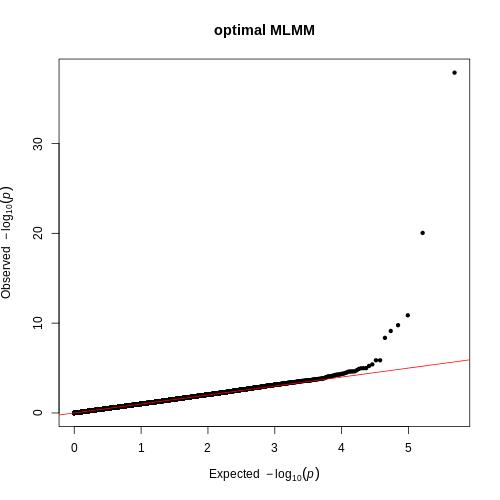 optimal MLMM
Observed −log₁₀(p)
30
20
10
0
0 1 2 3 4 5
Expected −log₁₀(p)